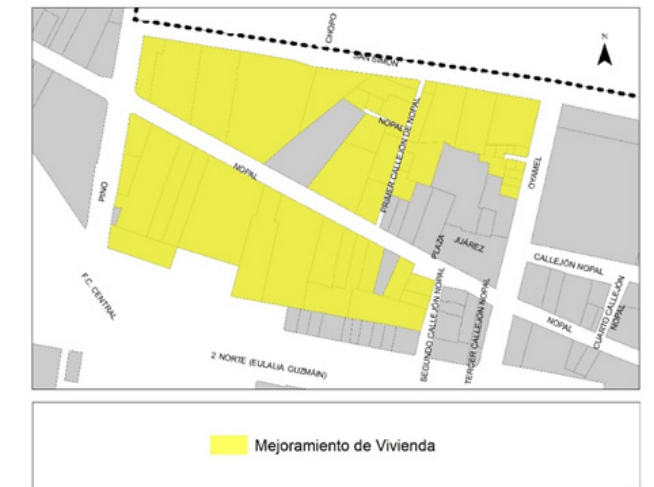 CHOPO
SAN SIMÓN
N
NOPAL
PRIMER CALLEJÓN DE NOPAL
NOPAL
OYAMEL
PINO
PLAZA
JUÁREZ
CALLEJÓN NOPAL
F.C. CENTRAL
SEGUNDO CALLEJÓN NOPAL
TERCER CALLEJÓN NOPAL
NOPAL
CUARTO CALLEJÓN
NOPAL
2 NORTE (EULALIA GUZMÁIN)
Mejoramiento de Vivienda